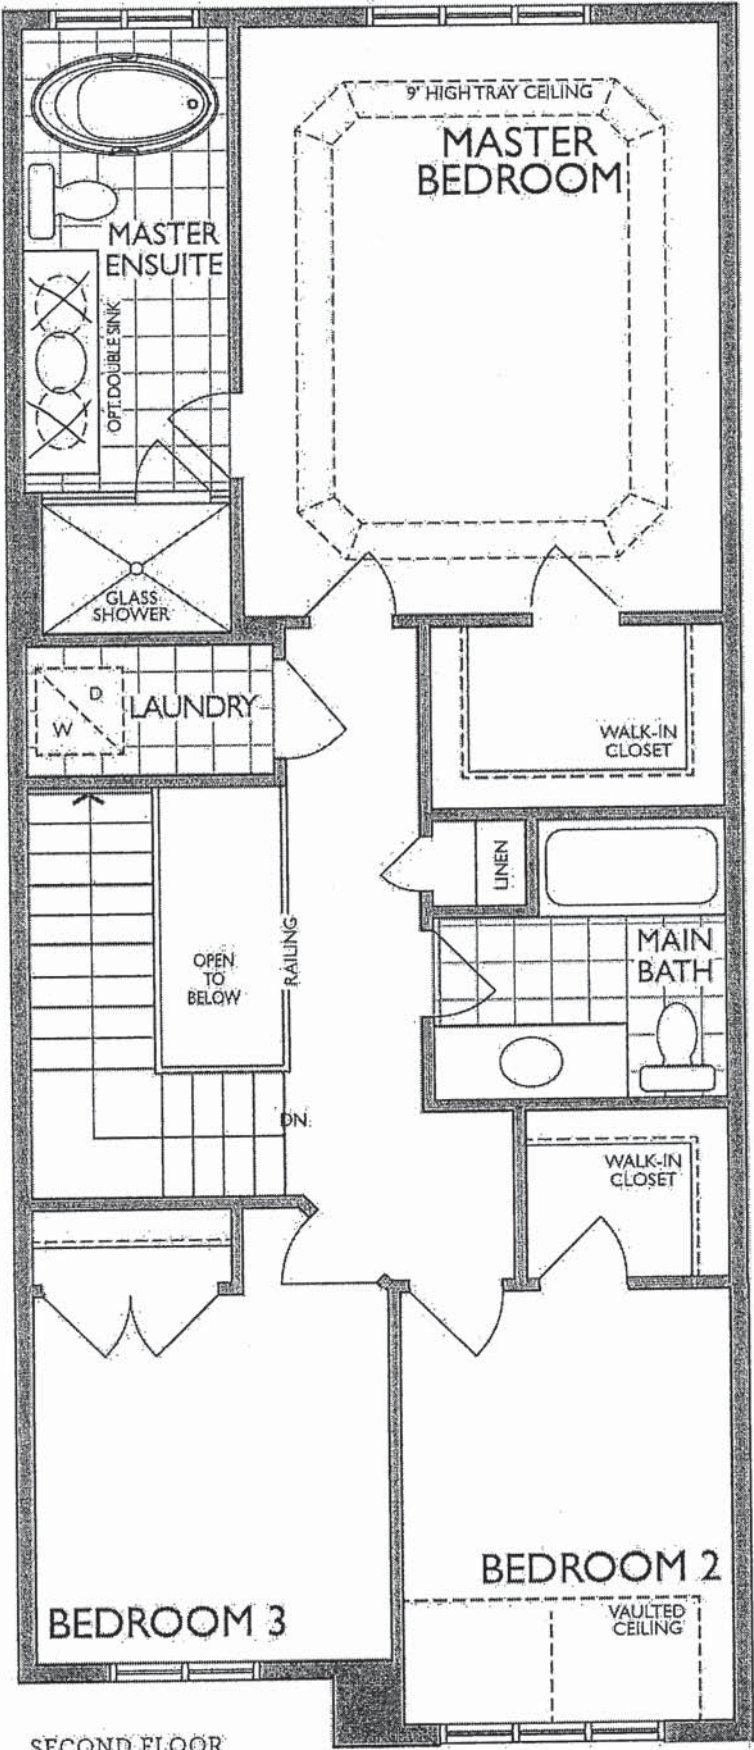 9' HIGH TRAY CEILING
MASTER
BEDROOM
MASTER
ENSUITE
OPT. DOUBLE SINK
GLASS
SHOWER
D
W
LAUNDRY
WALK-IN
CLOSET
LINEN
RAILING
OPEN
TO
BELOW
MAIN
BATH
DN.
WALK-IN
CLOSET
BEDROOM 2
VAULTED
CEILING
BEDROOM 3
SECOND FLOOR